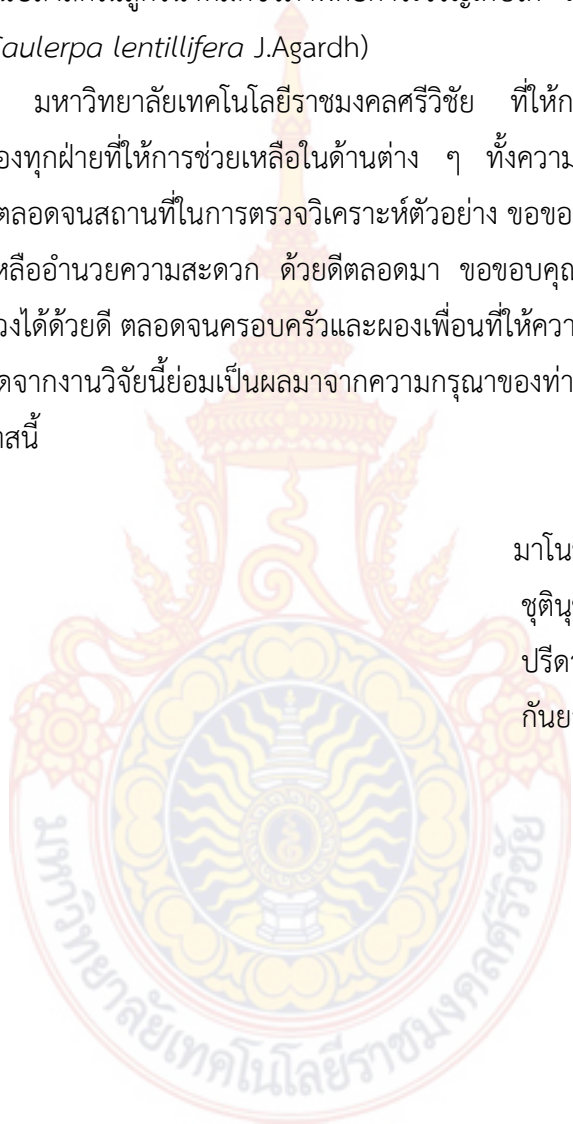 Caulerpa lentillifera J.Agardh)
มหาวิทยาลัยเทคโนโลยีราชมงคลศรีวิชัย ที่ให้ก
องทุกฝ่ายที่ให้การช่วยเหลือในด้านต่าง ๆ ทั้งความ
ตลอดจนสถานที่ในการตรวจวิเคราะห์ตัวอย่าง ขอขอ
หลืออำนวยความสะดวก ด้วยดีตลอดมา ขอขอบคุณ
วงได้ด้วยดี ตลอดจนครอบครัวและผองเพื่อนที่ให้ควา
ดจากงานวิจัยนี้ย่อมเป็นผลมาจากความกรุณาของท่า
าสนี้
มาโน
ชุตินุ
ปรีดา
กันย
มหาวิทยาลัยเทคโนโลยีราชมงคลศรีวิชัย